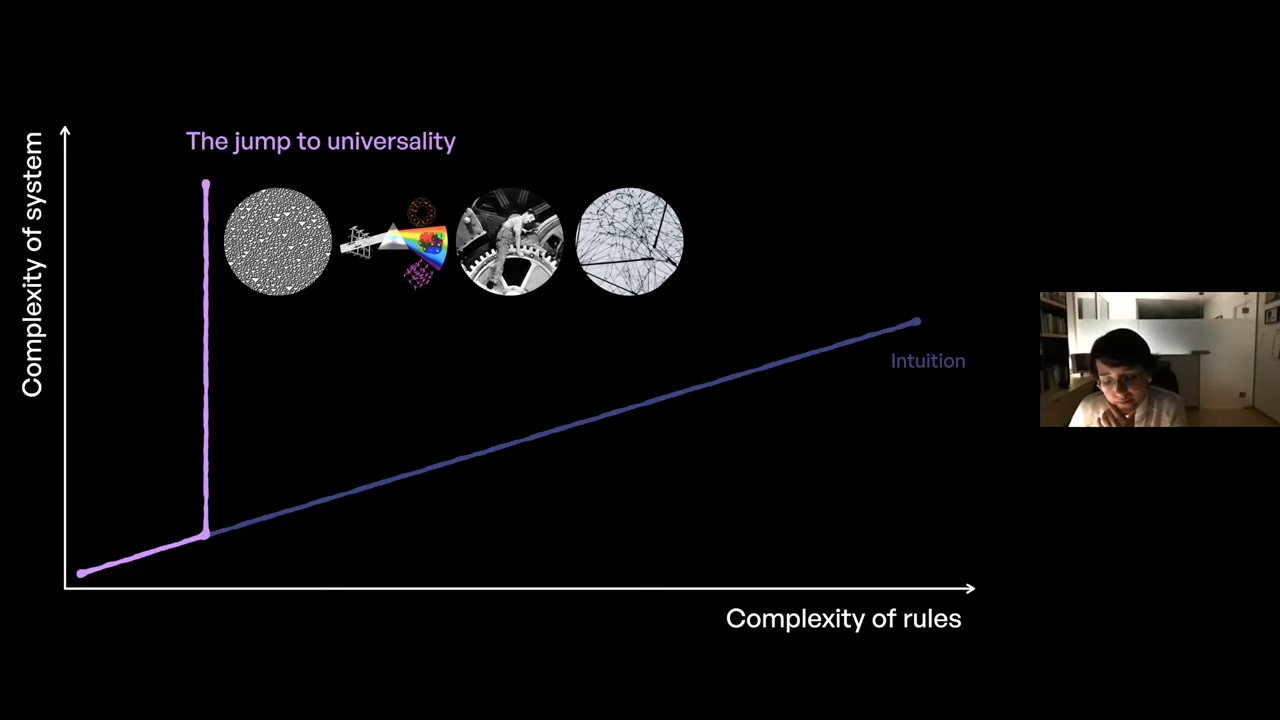 The jump to universality
Complexity of system
Intuition
Complexity of rules